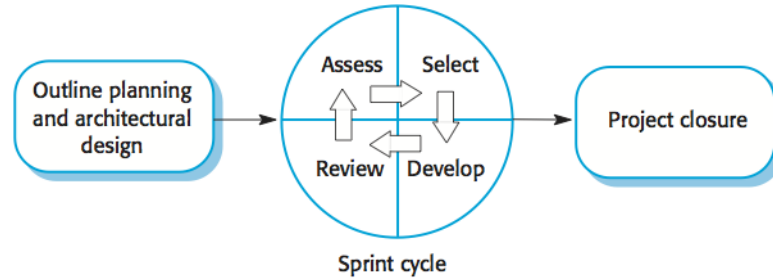 Outline planning
and architectural
design
Assess
Select
Review
Develop
Sprint cycle
Project closure